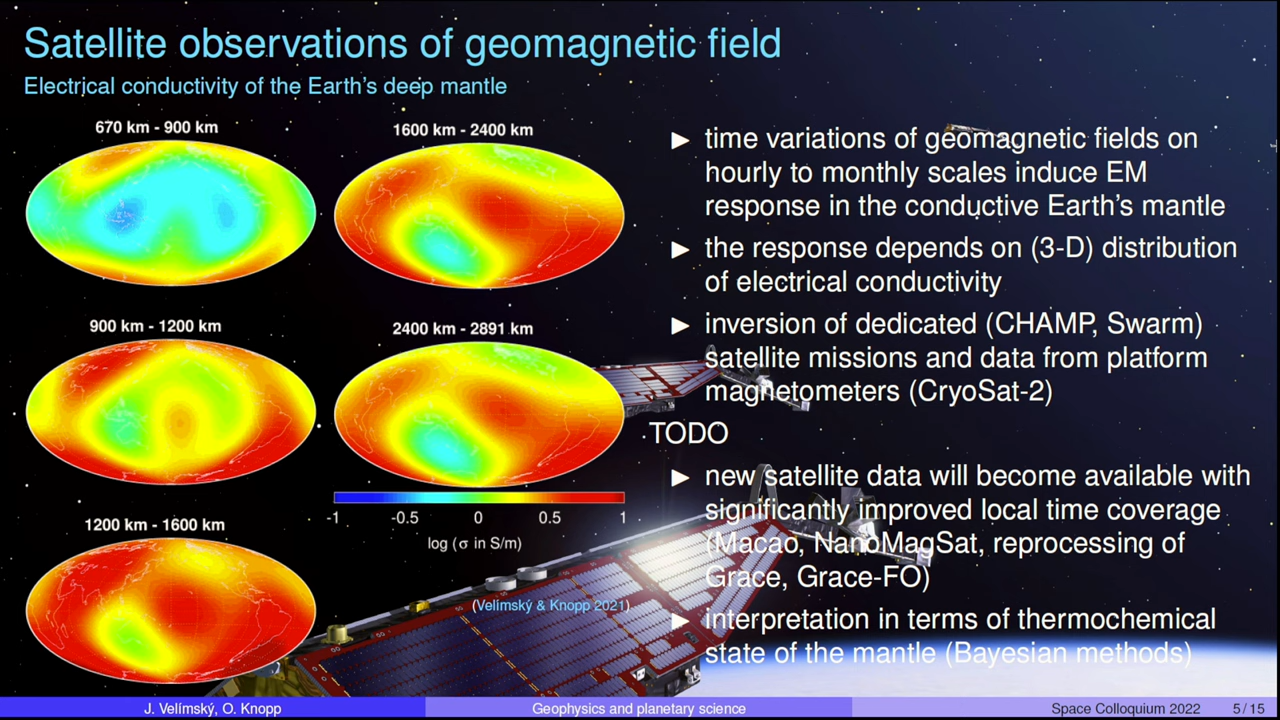 Satellite observations of geomagnetic field
Electrical conductivity of the Earth's deep mantle
670 km - 900 km
1600 km - 2400 km
900 km - 1200 km
2400 km - 2891 km
1200 km - 1600 km
-1 -0.5 0 0.5 1
log (σ in S/m)
(Velímský & Knopp 2021)
► time variations of geomagnetic fields on
hourly to monthly scales induce EM
response in the conductive Earth's mantle
► the response depends on (3-D) distribution
of electrical conductivity
► inversion of dedicated (CHAMP, Swarm)
satellite missions and data from platform
magnetometers (CryoSat-2)
TODO
► new satellite data will become available with
significantly improved local time coverage
(Macao, NanoMagSat, reprocessing of
Grace, Grace-FO)
► interpretation in terms of thermochemical
state of the mantle (Bayesian methods)
J. Velímský, O. Knopp
Geophysics and planetary science
Space Colloquium 2022 5/15